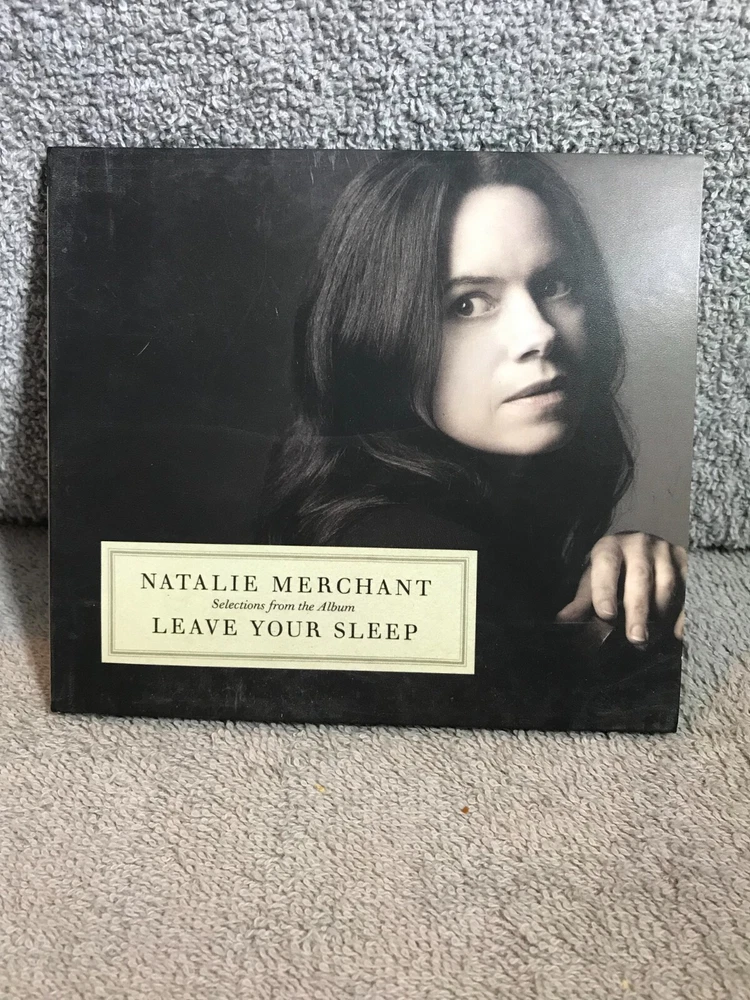 NATALIE MERCHANT
Selections from the Album
LEAVE YOUR SLEEP